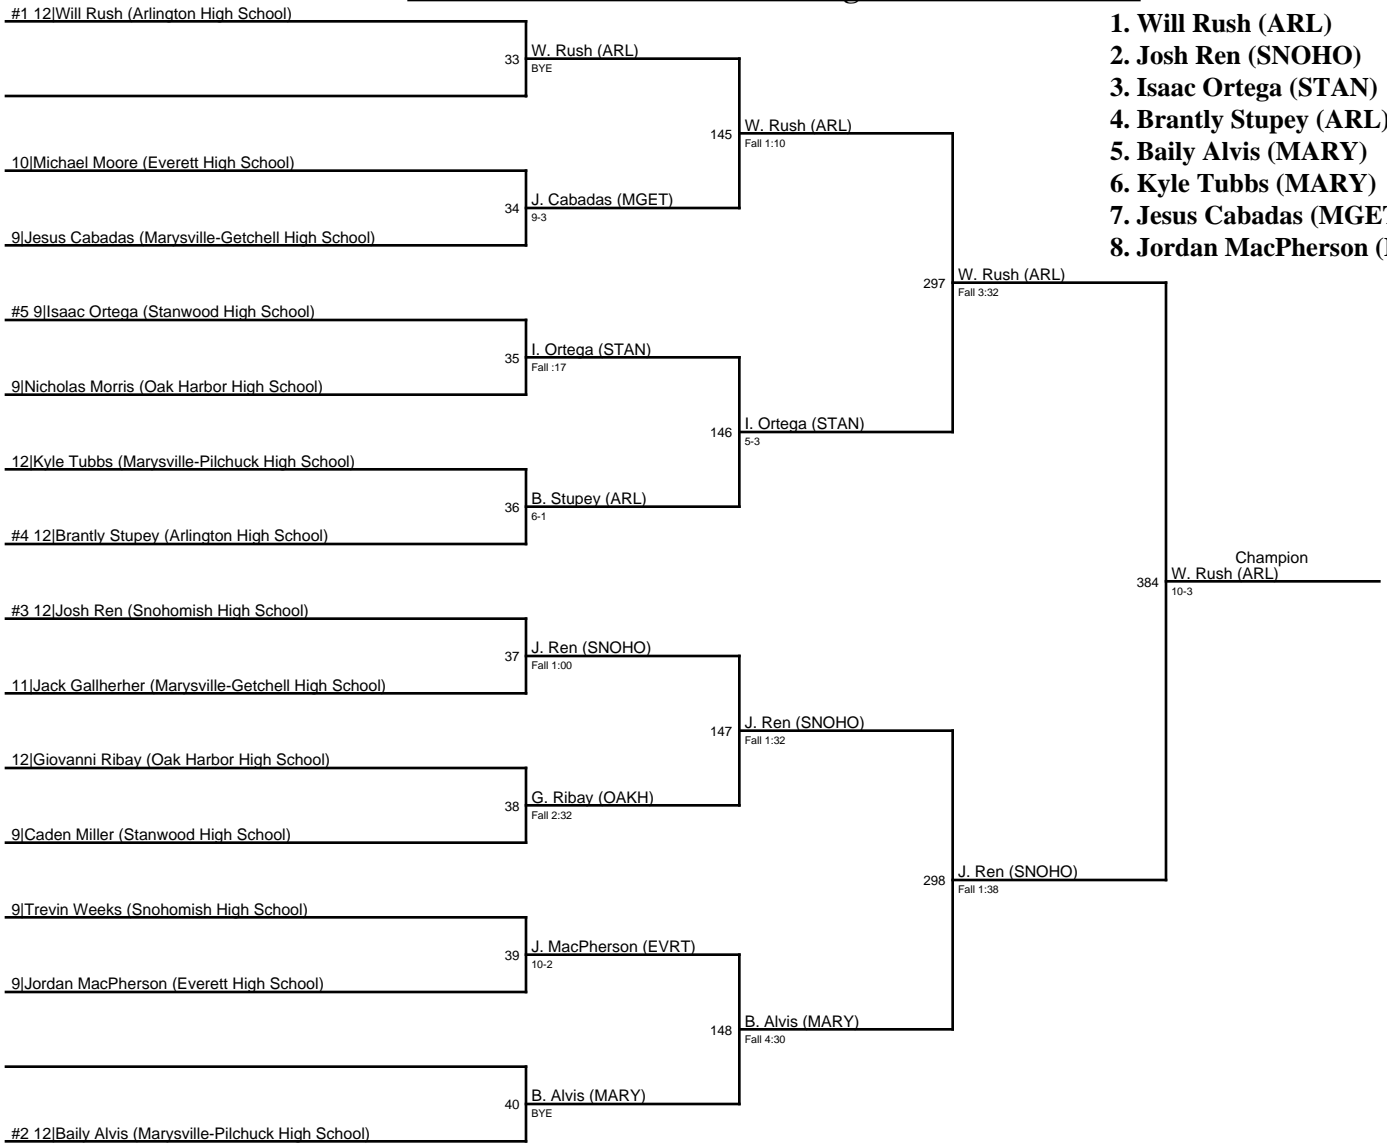 #1 12|Will Rush (Arlington High School)
33
W. Rush (ARL)
BYE
145
W. Rush (ARL)
Fall 1:10
10|Michael Moore (Everett High School)
34
J. Cabadas (MGET)
9-3
9|Jesus Cabadas (Marysville-Getchell High School)
297
W. Rush (ARL)
Fall 3:32
#5 9|Isaac Ortega (Stanwood High School)
35
I. Ortega (STAN)
Fall :17
9|Nicholas Morris (Oak Harbor High School)
146
I. Ortega (STAN)
5-3
12|Kyle Tubbs (Marysville-Pilchuck High School)
36
B. Stupey (ARL)
6-1
#4 12|Brantly Stupey (Arlington High School)
384
Champion
W. Rush (ARL)
10-3
#3 12|Josh Ren (Snohomish High School)
37
J. Ren (SNOHO)
Fall 1:00
11|Jack Gallherher (Marysville-Getchell High School)
147
J. Ren (SNOHO)
Fall 1:32
12|Giovanni Ribay (Oak Harbor High School)
38
G. Ribay (OAKH)
Fall 2:32
9|Caden Miller (Stanwood High School)
298
J. Ren (SNOHO)
Fall 1:38
9|Trevin Weeks (Snohomish High School)
39
J. MacPherson (EVRT)
10-2
9|Jordan MacPherson (Everett High School)
148
B. Alvis (MARY)
Fall 4:30
40
B. Alvis (MARY)
BYE
#2 12|Baily Alvis (Marysville-Pilchuck High School)
1. Will Rush (ARL)
2. Josh Ren (SNOHO)
3. Isaac Ortega (STAN)
4. Brantly Stupey (ARL)
5. Baily Alvis (MARY)
6. Kyle Tubbs (MARY)
7. Jesus Cabadas (MGET
8. Jordan MacPherson (